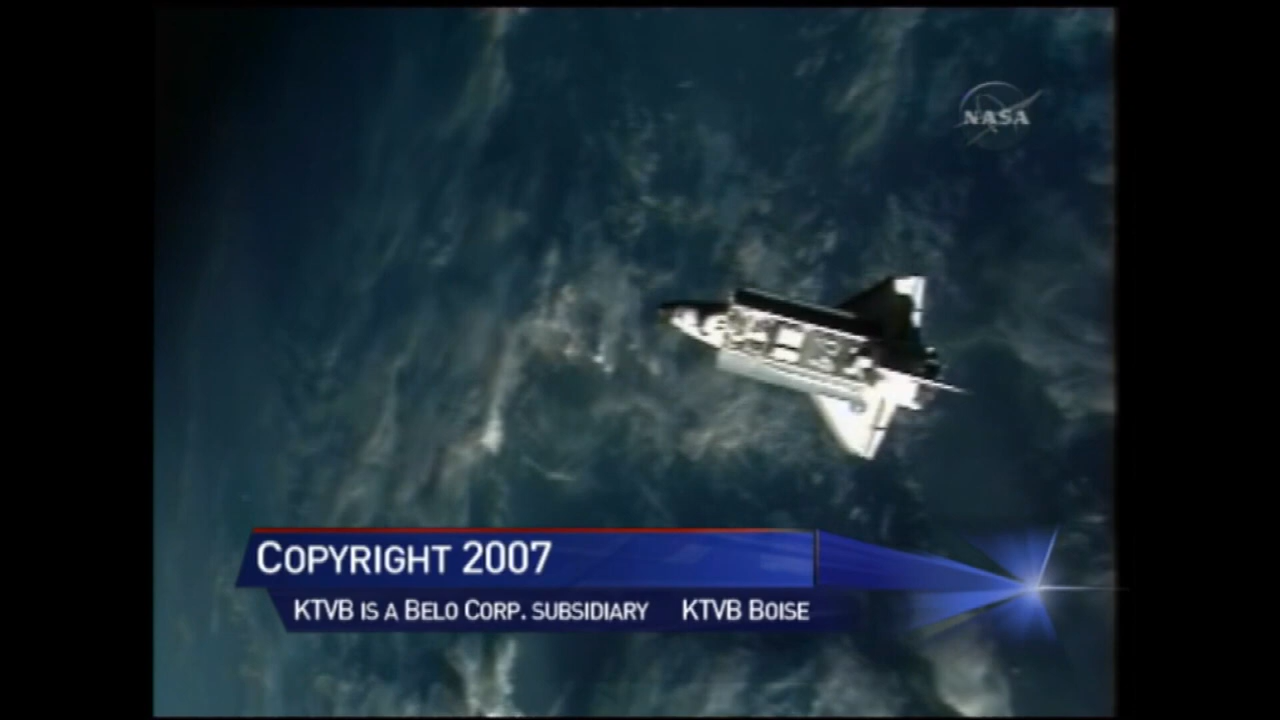 NASA
COPYRIGHT 2007
KTVB IS A BELO CORP. SUBSIDIARY KTVB BOISE